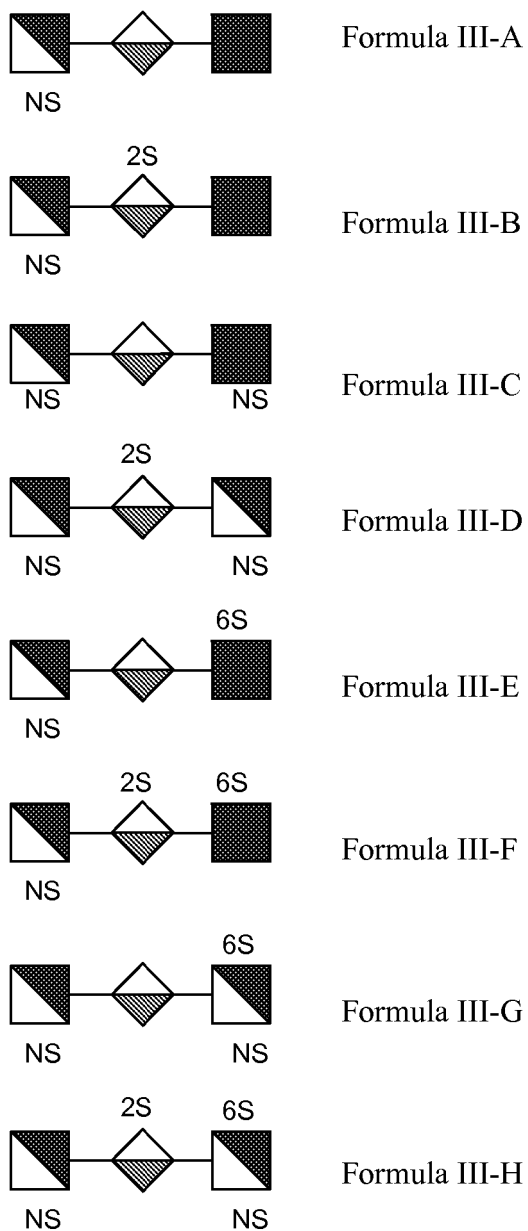 Formula III-A
NS
2S
Formula III-B
NS
Formula III-C
NS NS
2S
Formula III-D
NS NS
6S
Formula III-E
NS
2S 6S
Formula III-F
NS
6S
Formula III-G
NS NS
2S 6S
Formula III-H
NS NS